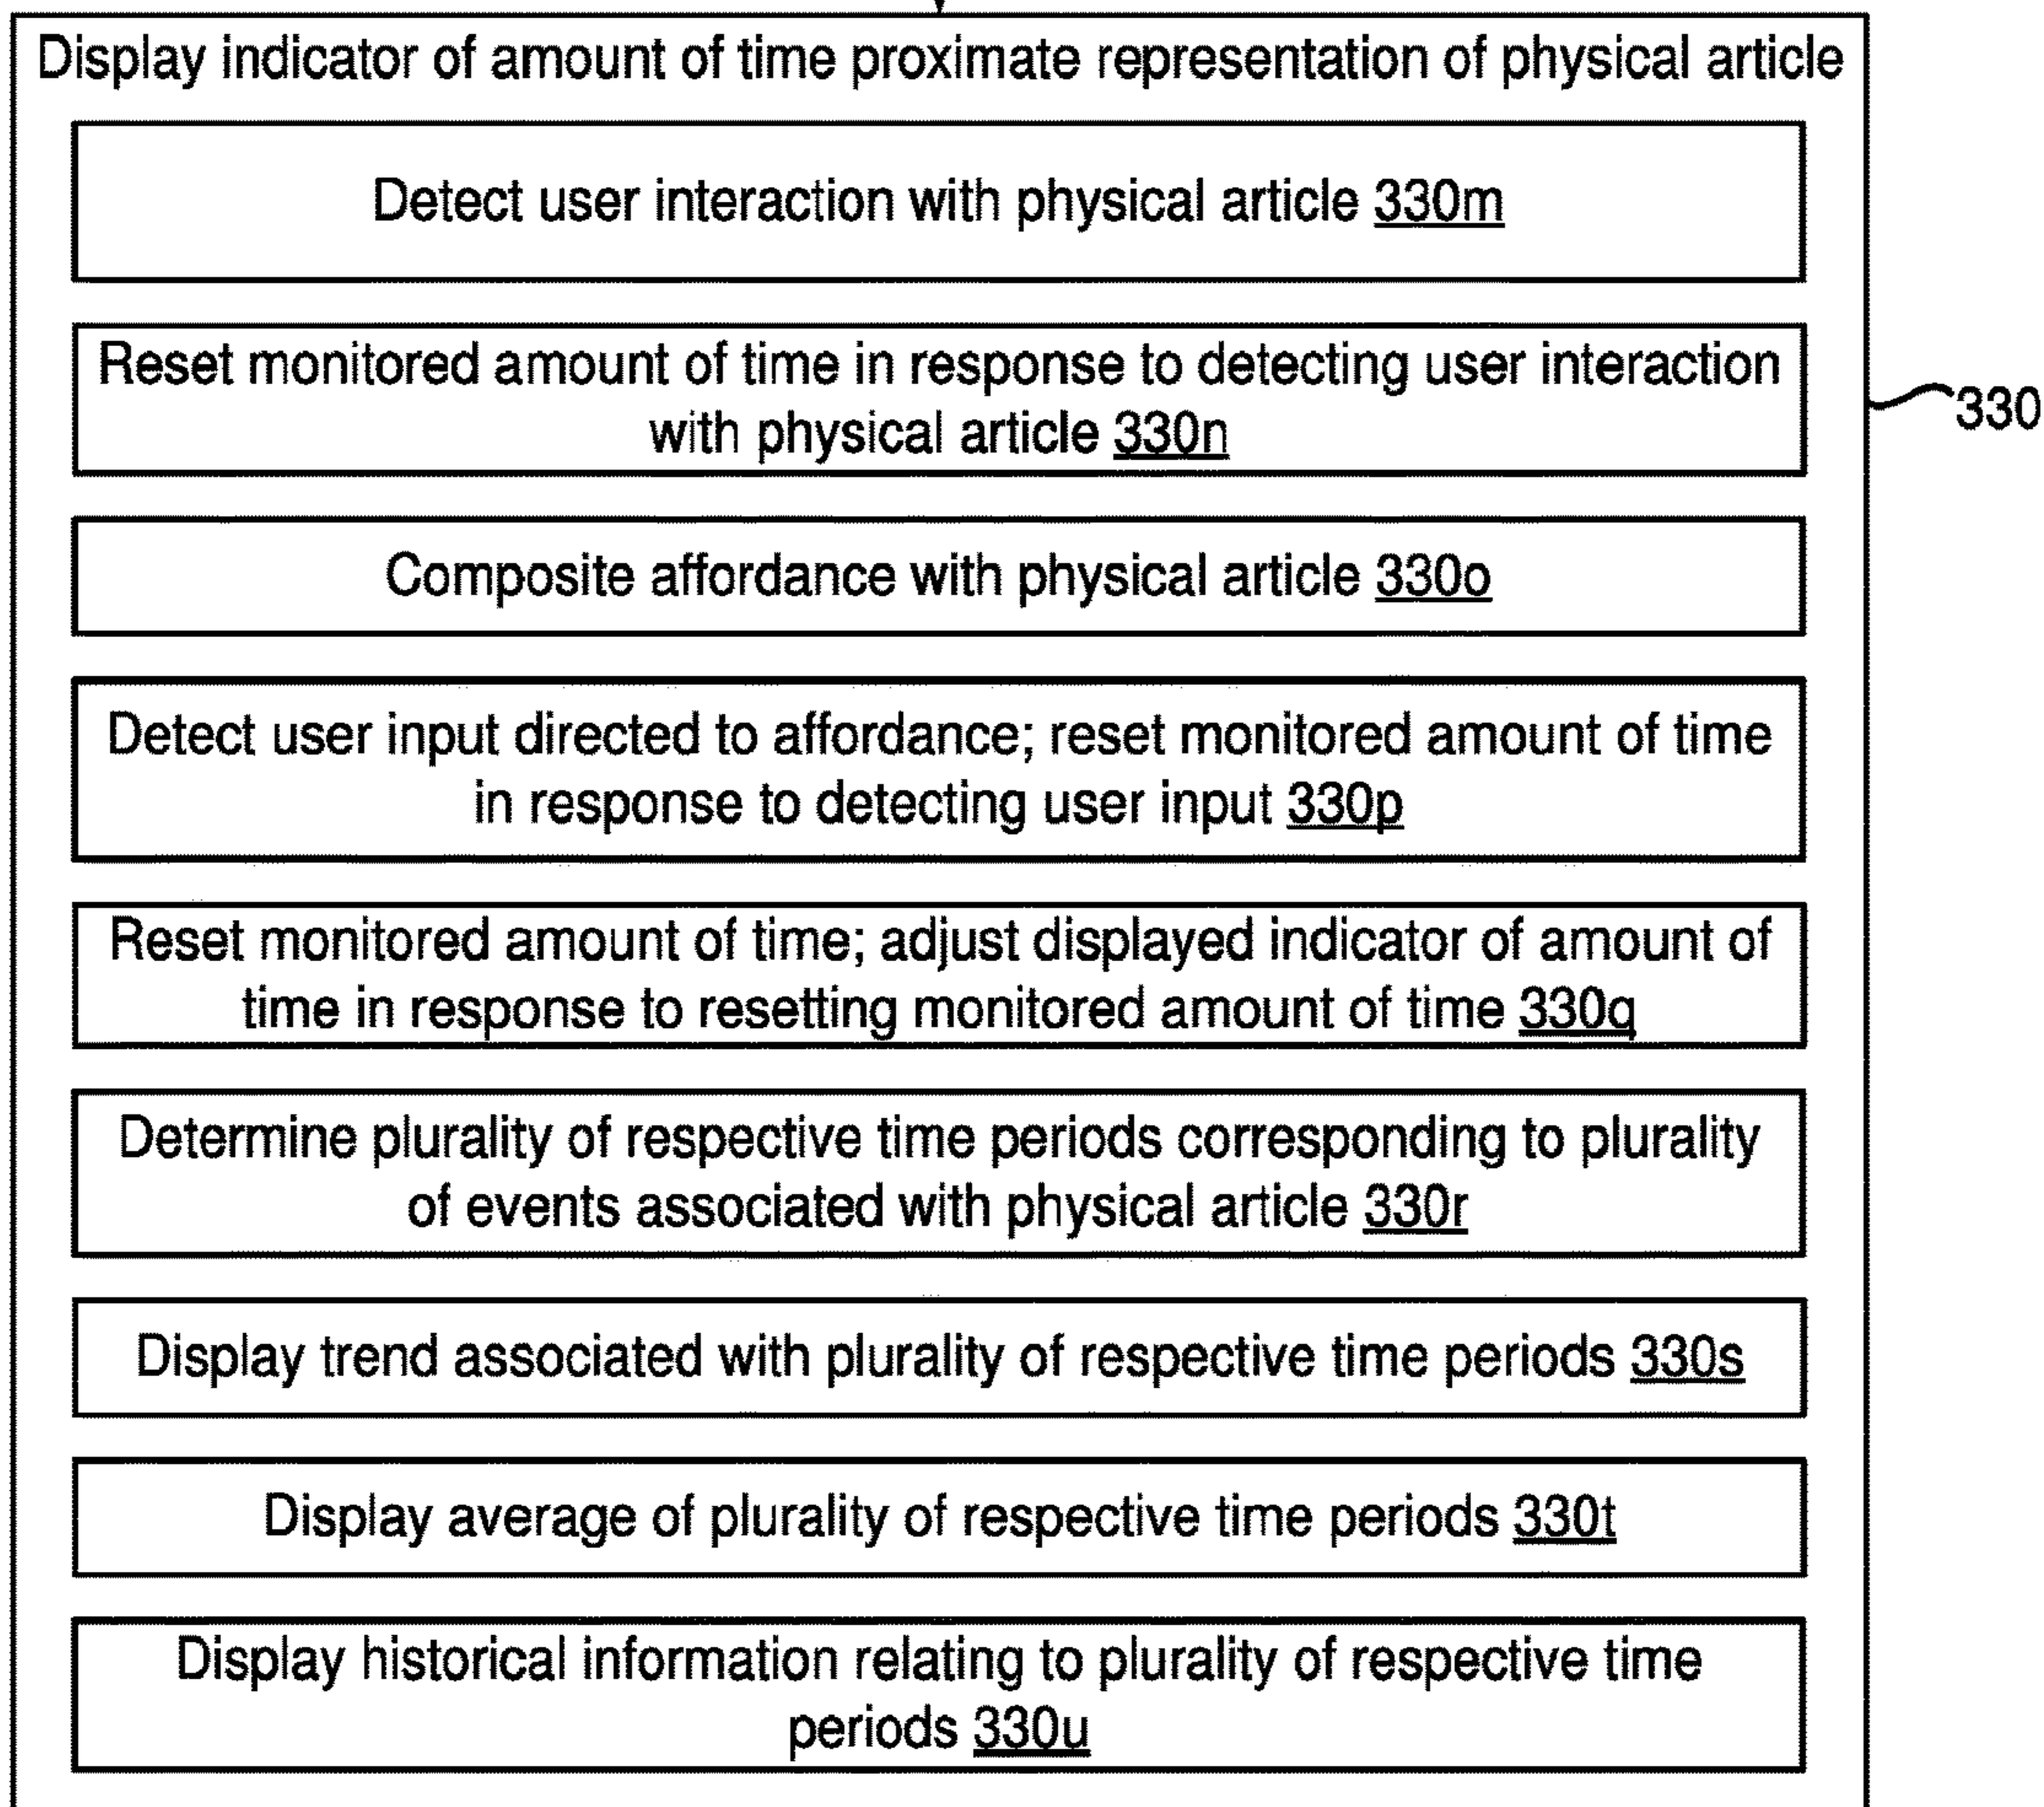 Display indicator of amount of time proximate representation of physical article
Detect user interaction with physical article 330m
Reset monitored amount of time in response to detecting user interaction
with physical article 330n
330
Composite affordance with physical article 330o
Detect user input directed to affordance; reset monitored amount of time
in response to detecting user input 330p
Reset monitored amount of time; adjust displayed indicator of amount of
time in response to resetting monitored amount of time 330q
Determine plurality of respective time periods corresponding to plurality
of events associated with physical article 330r
Display trend associated with plurality of respective time periods 330s
Display average of plurality of respective time periods 330t
Display historical information relating to plurality of respective time
periods 330u